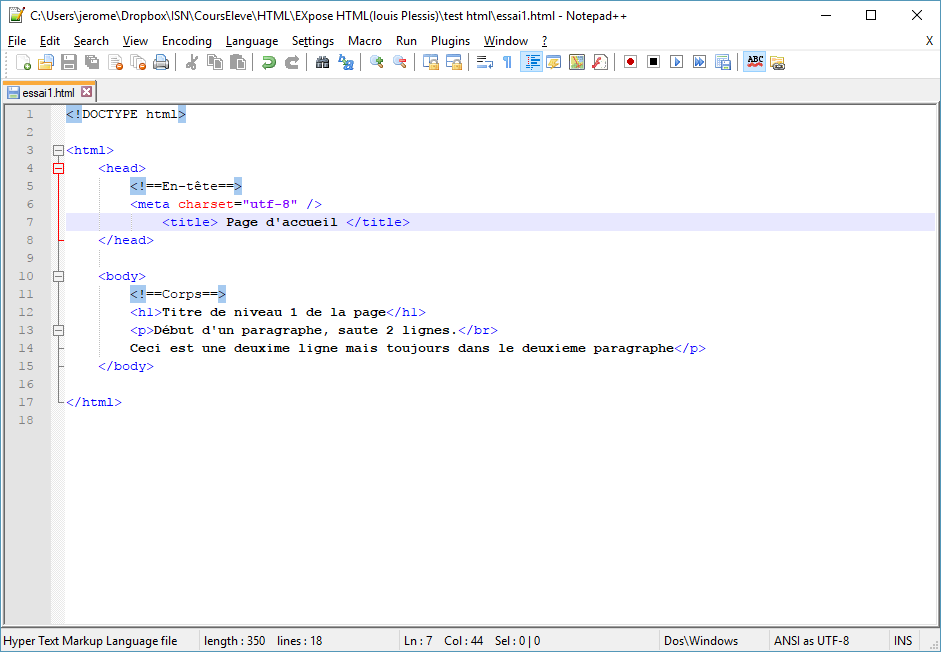 C:\Users\jerome\Dropbox\ISN\CoursEleve\HTML\EXpose HTML(louis Plessis)\test html\essai1.html - Notepad++
File Edit Search View Encoding Language Settings Macro Run Plugins Window ? X
ABC
essai1.html
1 <!DOCTYPE html>
2
3 <html>
4 <head>
5 <!==En-tête==>
6 <meta charset="utf-8" />
7 <title> Page d'accueil </title>
8 </head>
9
10 <body>
11 <!==Corps==>
12 <h1>Titre de niveau 1 de la page</h1>
13 <p>Début d'un paragraphe, saute 2 lignes.</br>
14 Ceci est une deuxime ligne mais toujours dans le deuxieme paragraphe</p>
15 </body>
16
17 </html>
18
Hyper Text Markup Language file length : 350 lines : 18 Ln : 7 Col : 44 Sel : 0 | 0 Dos\Windows ANSI as UTF-8 INS